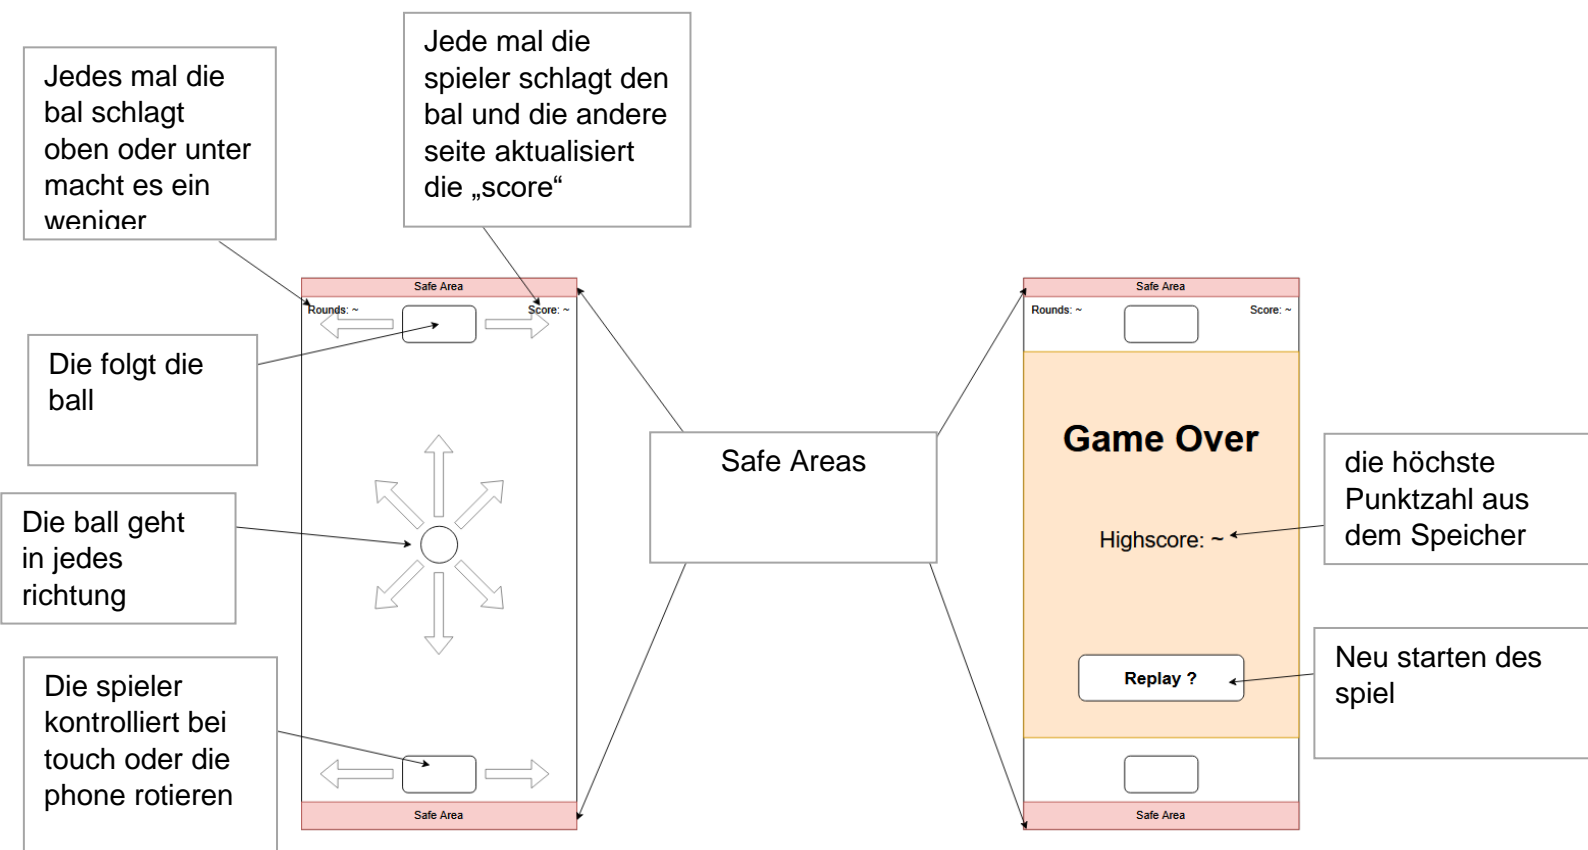 Jede mal die
spieler schlagt den
bal und die andere
seite aktualisiert
die „score“
Jedes mal die
bal schlagt
oben oder unter
macht es ein
weniger
Safe Area
Rounds: ~
Score: ~
Die folgt die
ball
Die ball geht
in jedes
richtung
Die spieler
kontrolliert bei
touch oder die
phone rotieren
Safe Area
Safe Areas
Safe Area
Rounds: ~
Score: ~
Game Over
Highscore: ~
Replay ?
Safe Area
die höchste
Punktzahl aus
dem Speicher
Neu starten des
spiel